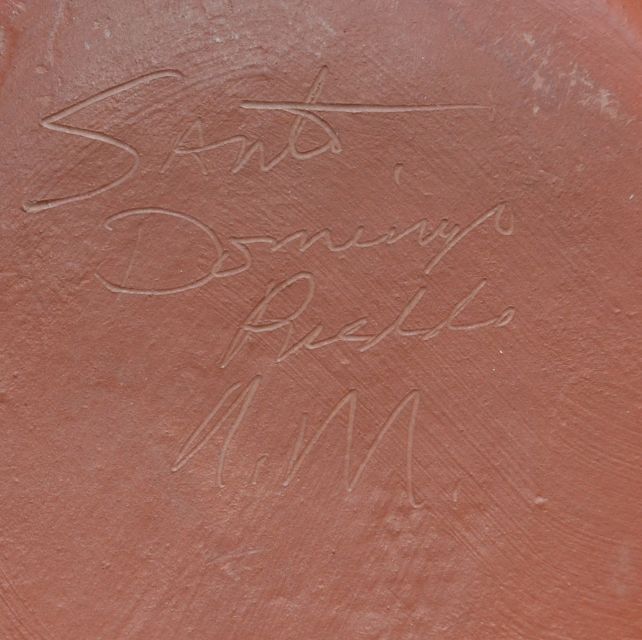 Santo
Domingo
Pueblo
N.M.